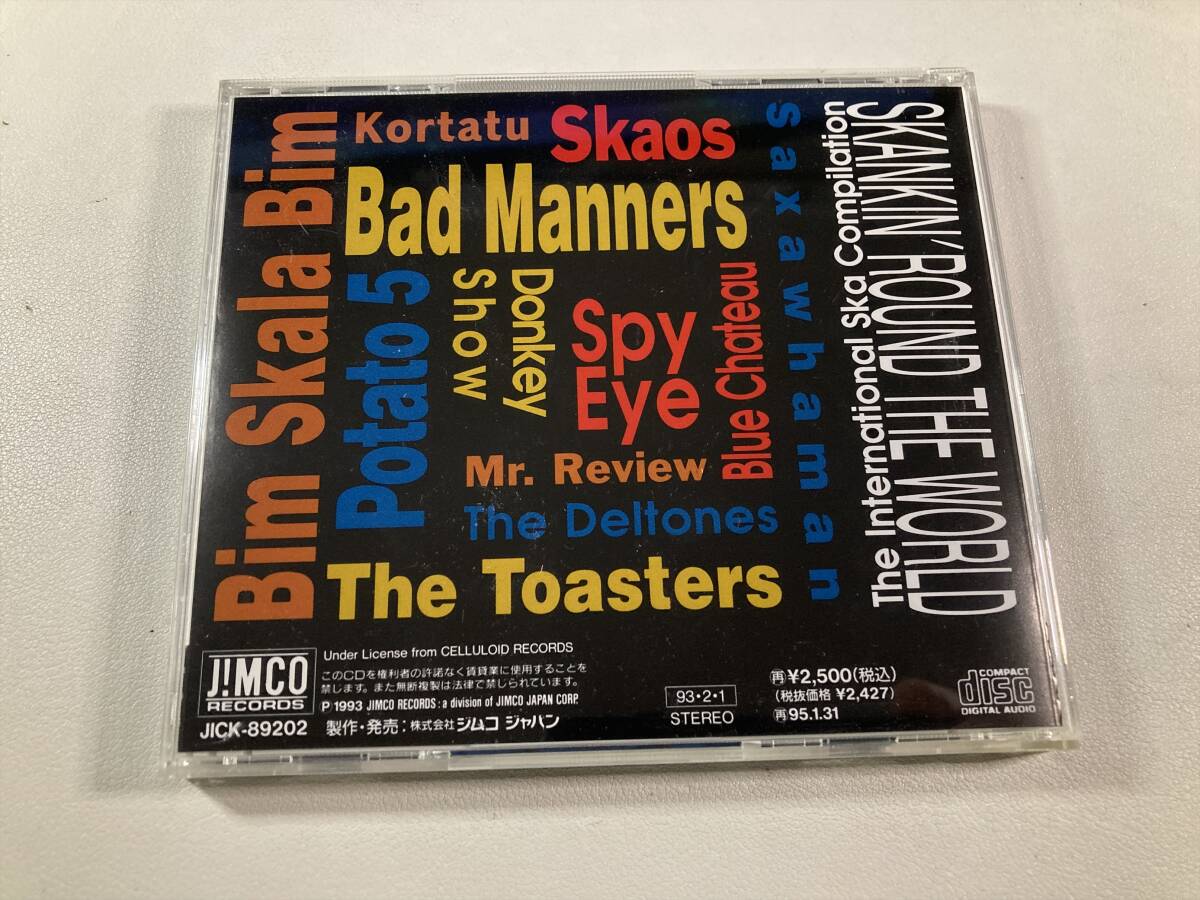 Bim Skala Bim
Kortatu
Skaos
Bad Manners
Potato 5
Donkey
Show
Spy
Eye
Blue Chateau
Saxawhaman
Mr. Review
The Deltones
The Toasters
SKANKIN' ROUND THE WORLD
The International Ska Compilation
J!MCO
RECORDS
JICK-89202
Under License from CELLULOID RECORDS
このCDを権利者の許諾なく賃貸業に使用することを
禁じます。また無断複製は法律で禁じられています。
P 1993 JIMCO RECORDS : a division of JIMCO JAPAN CORP.
製作・発売：株式会社ジムコ ジャパン
93・2・1
STEREO
再¥2,500(税込)
(税抜価格 ¥2,427)
再95.1.31
COMPACT
disc
DIGITAL AUDIO